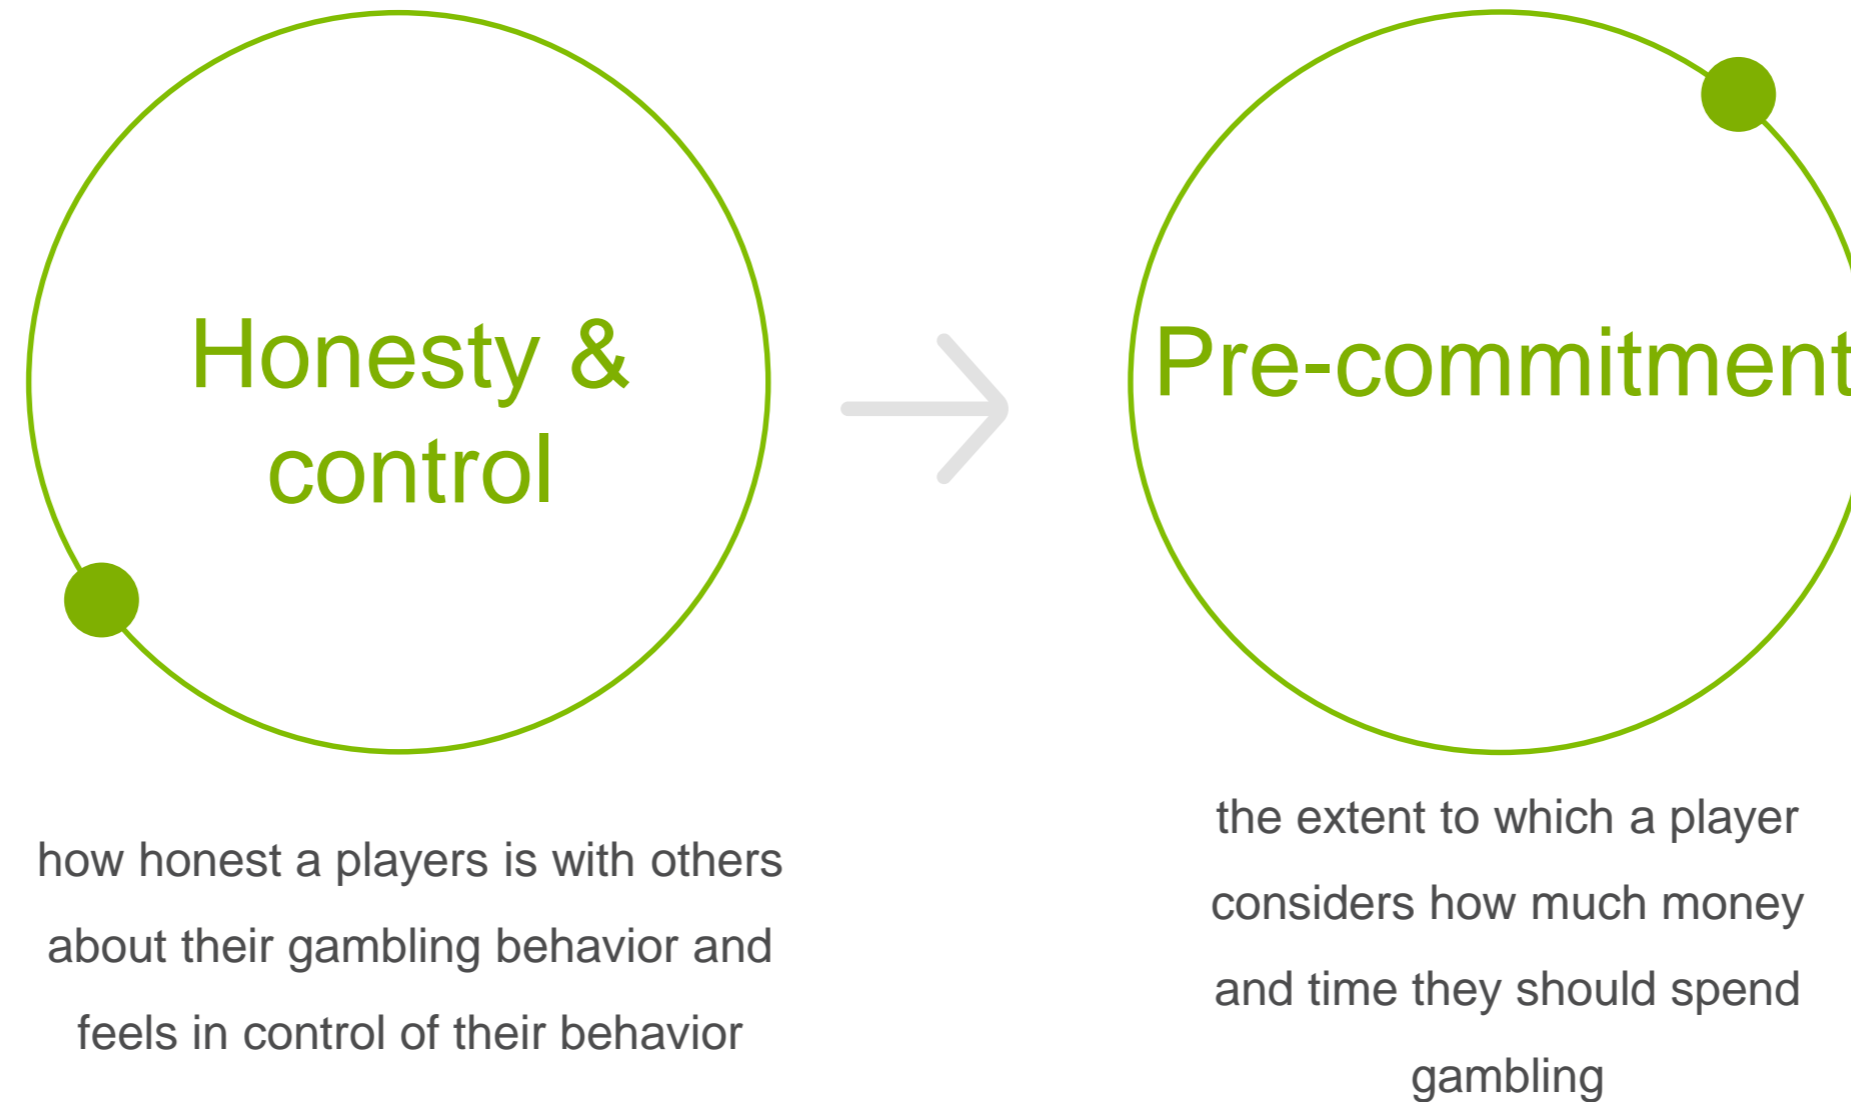 Honesty &
control
how honest a players is with others
about their gambling behavior and
feels in control of their behavior
Pre-commitment
the extent to which a player
considers how much money
and time they should spend
gambling